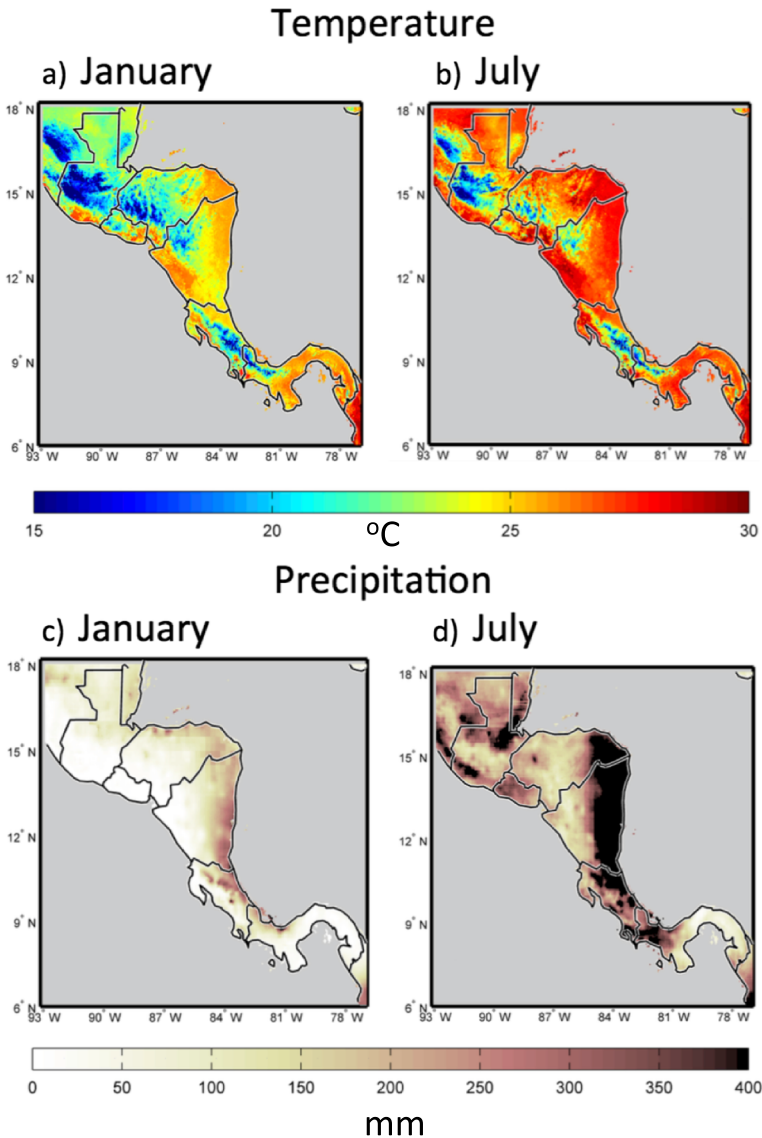 Temperature
a) January
b) July
18° N
15° N
12° N
9° N
6° N
93° W 90° W 87° W 84° W 81° W 78° W
18° N
15° N
12° N
9° N
6° N
93° W 90° W 87° W 84° W 81° W 78° W
15 20 25 30
°C
Precipitation
c) January
d) July
18° N
15° N
12° N
9° N
6° N
93° W 90° W 87° W 84° W 81° W 78° W
18° N
15° N
12° N
9° N
6° N
93° W 90° W 87° W 84° W 81° W 78° W
0 50 100 150 200 250 300 350 400
mm